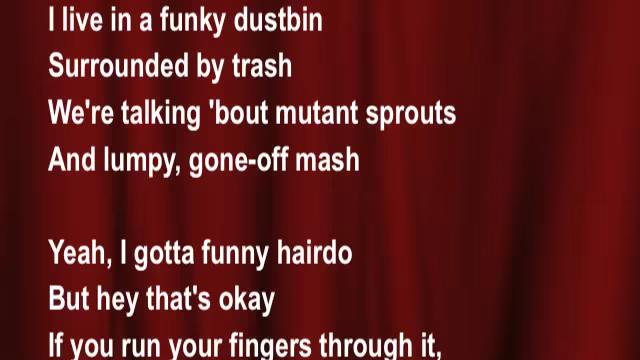 I live in a funky dustbin
Surrounded by trash
We're talking 'bout mutant sprouts
And lumpy, gone-off mash
Yeah, I gotta funny hairdo
But hey that's okay
If you run your fingers through it,